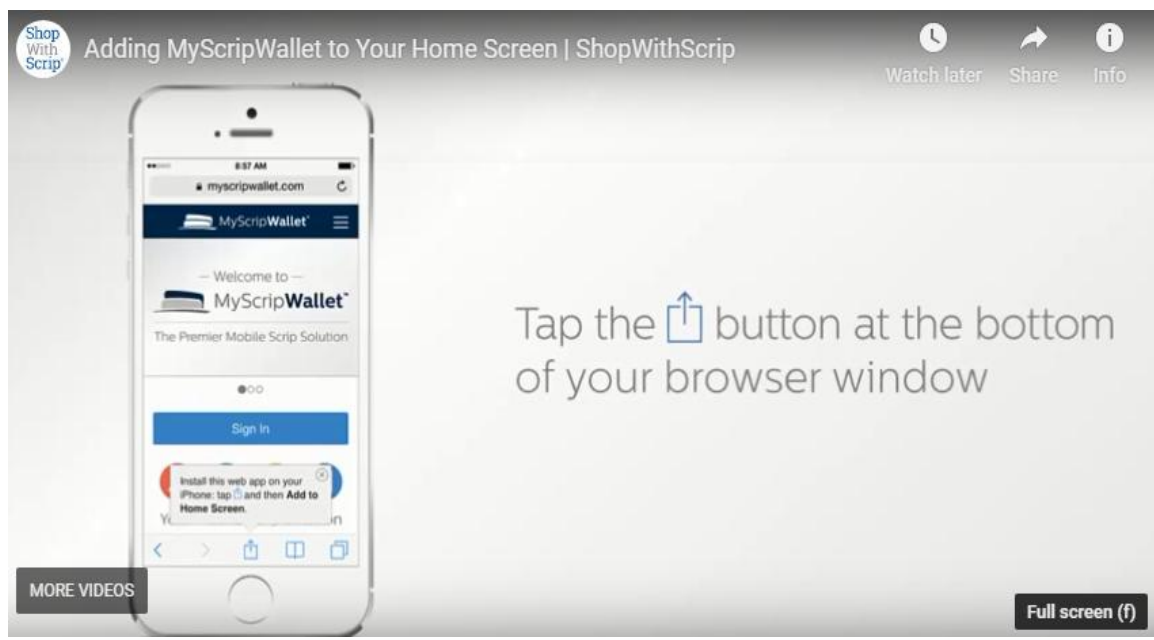 Shop
With
Scrip
Adding MyScripWallet to Your Home Screen | ShopWithScrip
Watch later
Share
Info
8:57 AM
myscripwallet.com
MyScripWallet
— Welcome to —
MyScripWallet™
The Premier Mobile Scrip Solution
Sign In
Install this web app on your
iPhone: tap and then Add to
Home Screen.
Tap the button at the bottom
of your browser window
MORE VIDEOS
Full screen (f)